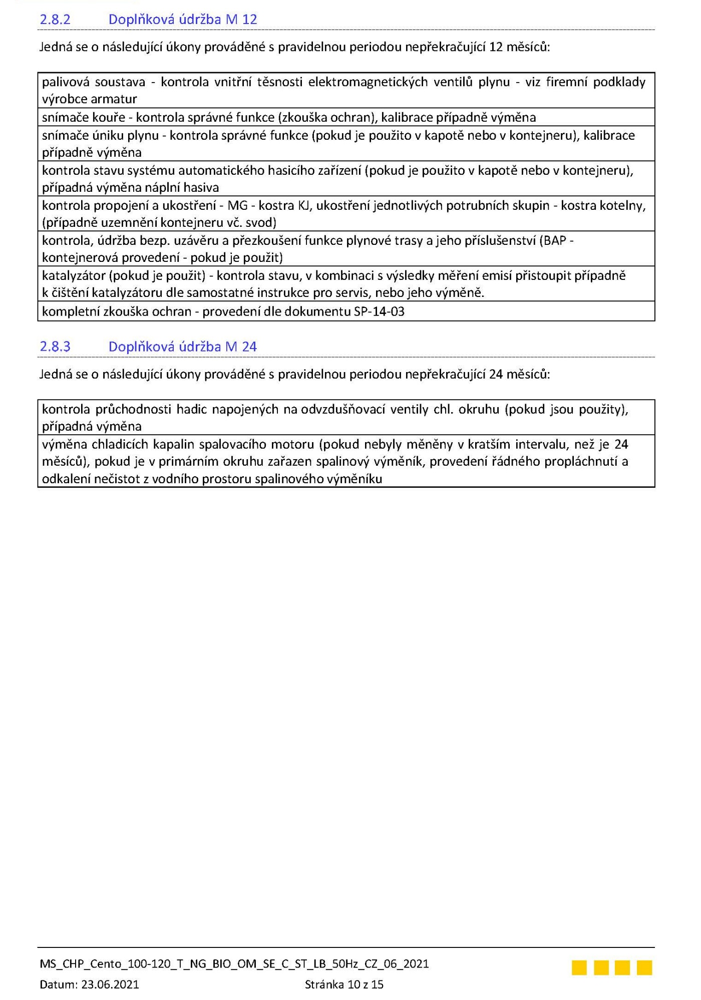 2.8.2 Doplňková údržba M 12
Jedná se o následující úkony prováděné s pravidelnou periodou nepřekračující 12 měsíců:
palivová soustava - kontrola vnitřní těsnosti elektromagnetických ventilů plynu - viz firemní podklady
výrobce armatur
snímače kouře - kontrola správné funkce (zkouška ochran), kalibrace případně výměna
snímače úniku plynu - kontrola správné funkce (pokud je použito v kapotě nebo v kontejneru), kalibrace
případně výměna
kontrola stavu systému automatického hasicího zařízení (pokud je použito v kapotě nebo v kontejneru),
případná výměna náplní hasiva
kontrola propojení a ukostření - MG - kostra KJ, ukostření jednotlivých potrubních skupin - kostra kotelny,
(případně uzemnění kontejneru vč. svod)
kontrola, údržba bezp. uzávěru a přezkoušení funkce plynové trasy a jeho příslušenství (BAP -
kontejnerová provedení - pokud je použit)
katalyzátor (pokud je použit) - kontrola stavu, v kombinaci s výsledky měření emisí přistoupit případně
k čištění katalyzátoru dle samostatné instrukce pro servis, nebo jeho výměně.
kompletní zkouška ochran - provedení dle dokumentu SP-14-03
2.8.3 Doplňková údržba M 24
Jedná se o následující úkony prováděné s pravidelnou periodou nepřekračující 24 měsíců:
kontrola průchodnosti hadic napojených na odvzdušňovací ventily chl. okruhu (pokud jsou použity),
případná výměna
výměna chladicích kapalin spalovacího motoru (pokud nebyly měněny v kratším intervalu, než je 24
měsíců), pokud je v primárním okruhu zařazen spalinový výměník, provedení řádného propláchnutí a
odkalení nečistot z vodního prostoru spalinového výměníku
MS_CHP_Cento_100-120_T_NG_BIO_OM_SE_C_ST_LB_50Hz_CZ_06_2021
Datum: 23.06.2021 Stránka 10 z 15